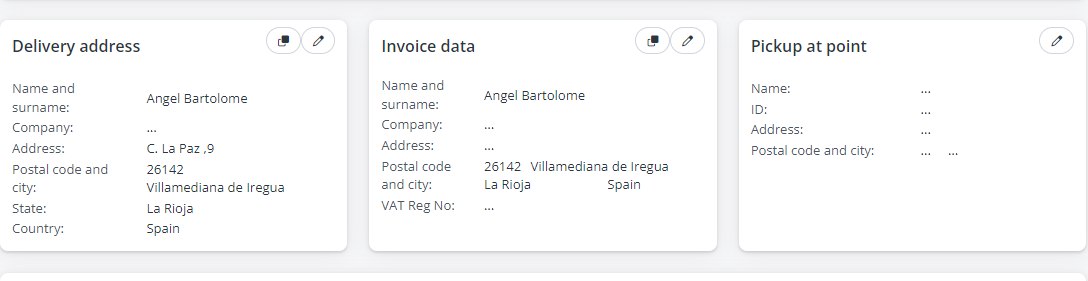 Delivery address
Name and
surname:
Angel Bartolome
Company:
...
Address:
C. La Paz ,9
Postal code and
city:
26142
Villamediana de Iregua
State:
La Rioja
Country:
Spain
Invoice data
Name and
surname:
Angel Bartolome
Company:
...
Address:
...
Postal code
and city:
26142 Villamediana de Iregua
La Rioja Spain
VAT Reg No:
...
Pickup at point
Name:
...
ID:
...
Address:
...
Postal code and city:
... ...